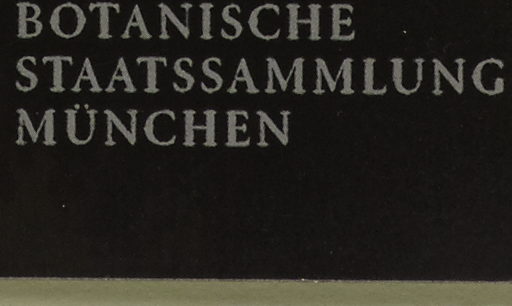 BOTANISCHE
STAATSSAMMLUNG
MÜNCHEN